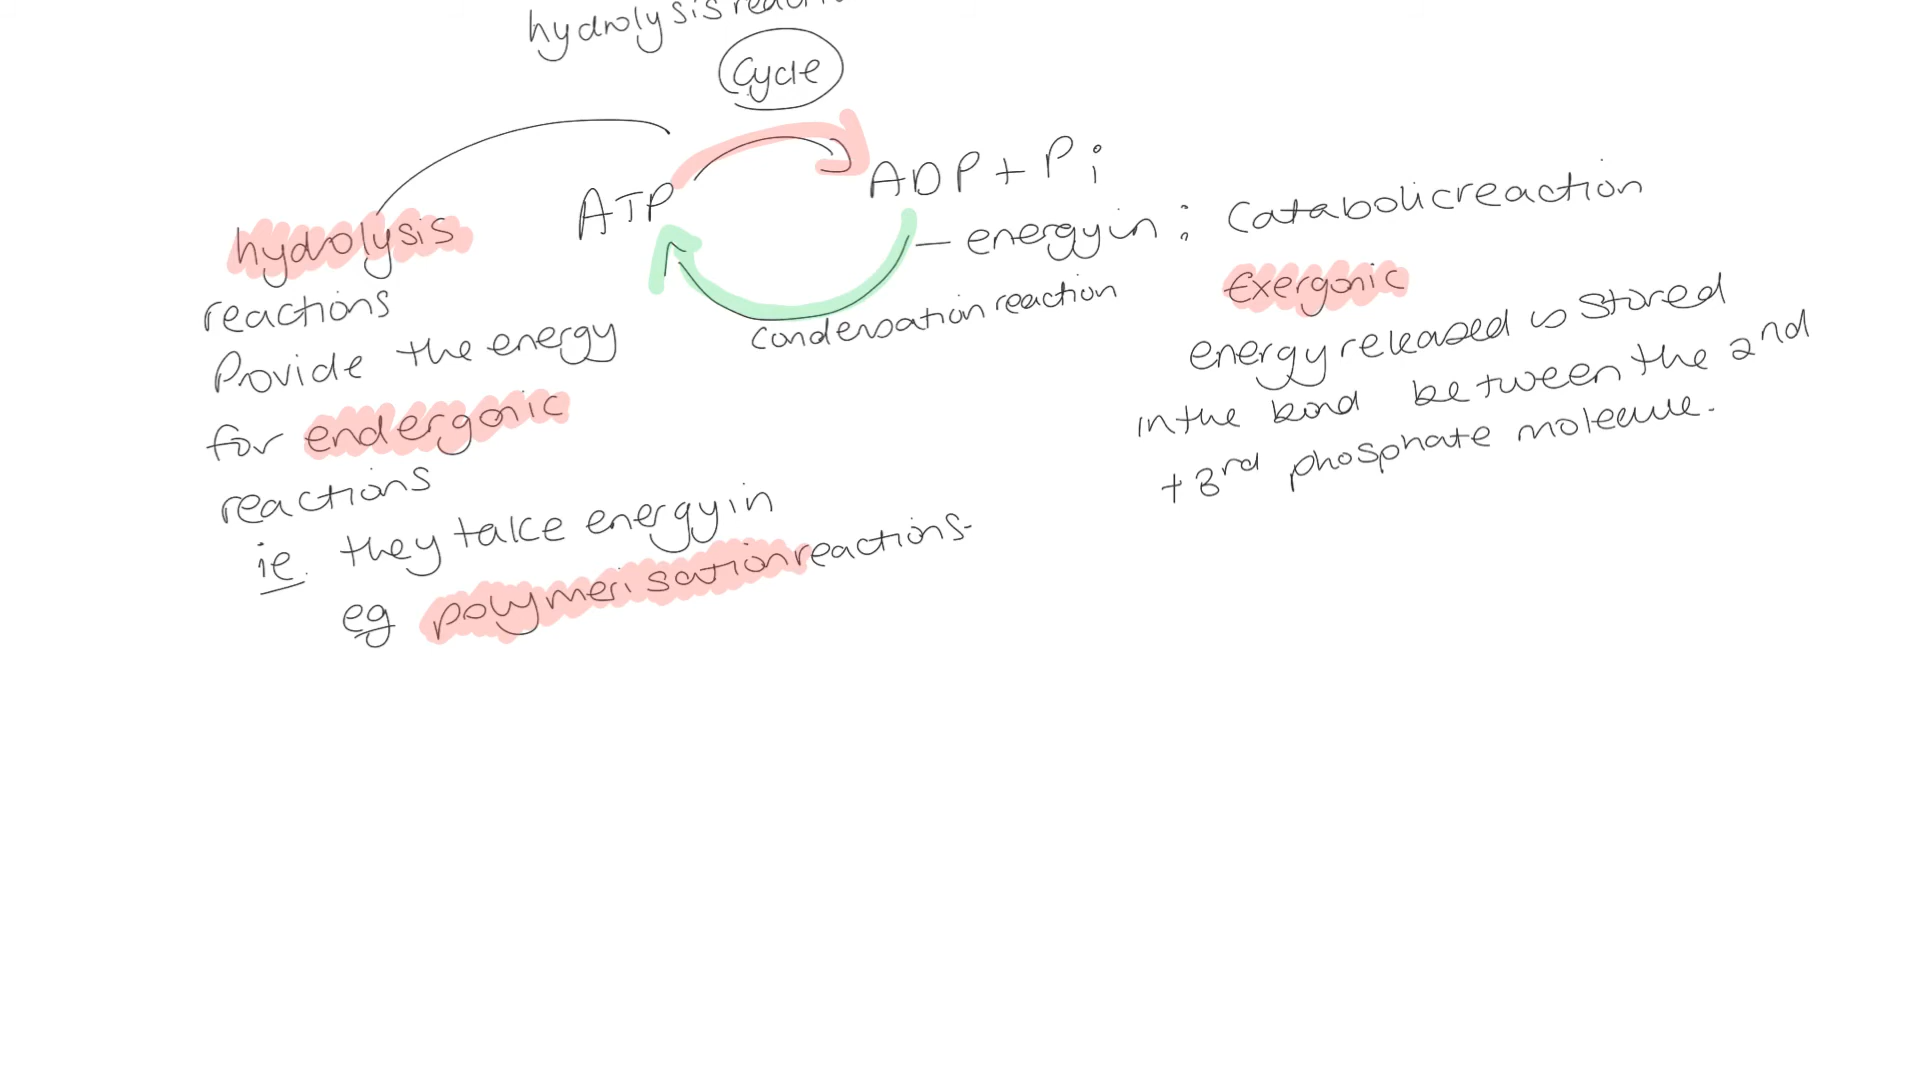 hydrolysis reac
Cycle
ATP
ADP + Pi
hydrolysis
reactions
Provide the energy
for endergonic
reactions
ie. they take energy in
eg polymerisation reactions.
— energy in : Catabolic reaction
condensation reaction
Exergonic
energy released is stored
in the bond between the 2nd
+ 3rd phosphate molecule.